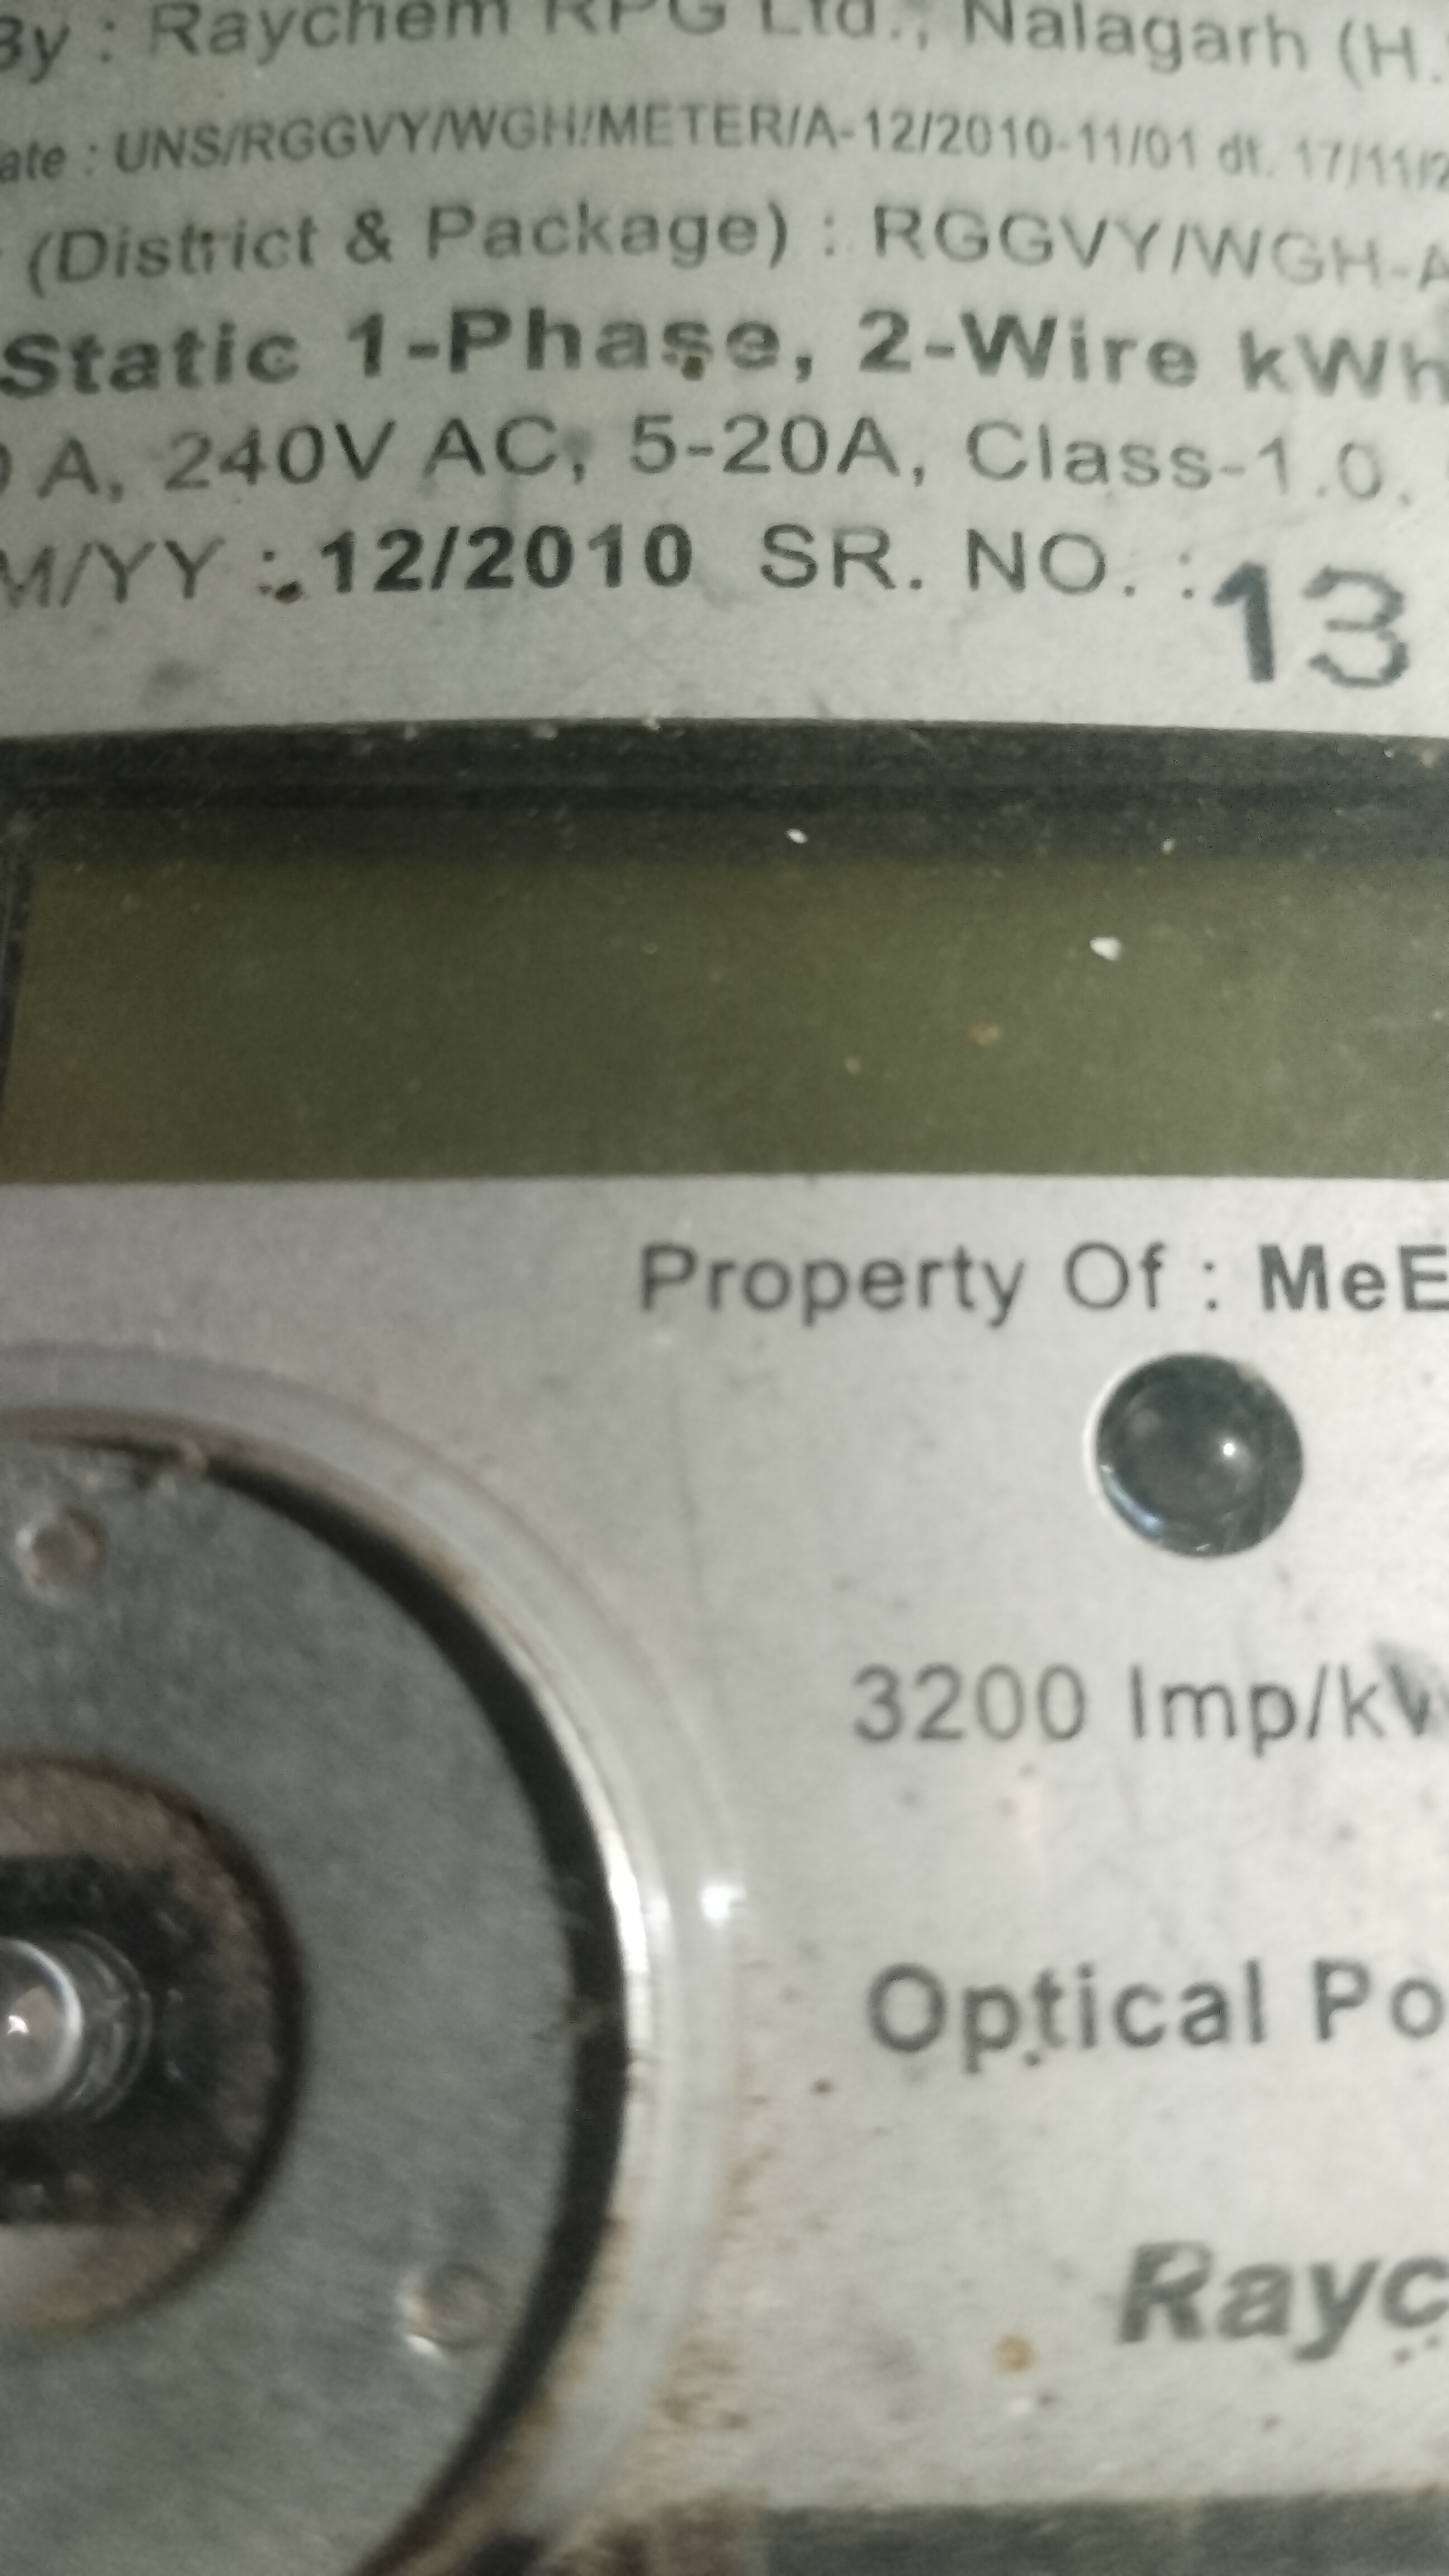 By : Raychem RPG Ltd., Nalagarh (H.
ate : UNS/RGGVY/WGH/METER/A-12/2010-11/01 dt. 17/11/2
(District & Package) : RGGVY/WGH-A
Static 1-Phase, 2-Wire kWh
A, 240V AC, 5-20A, Class-1.0,
M/YY : 12/2010 SR. NO. : 13
Property Of : MeE
3200 Imp/kW
Optical Po
Rayc